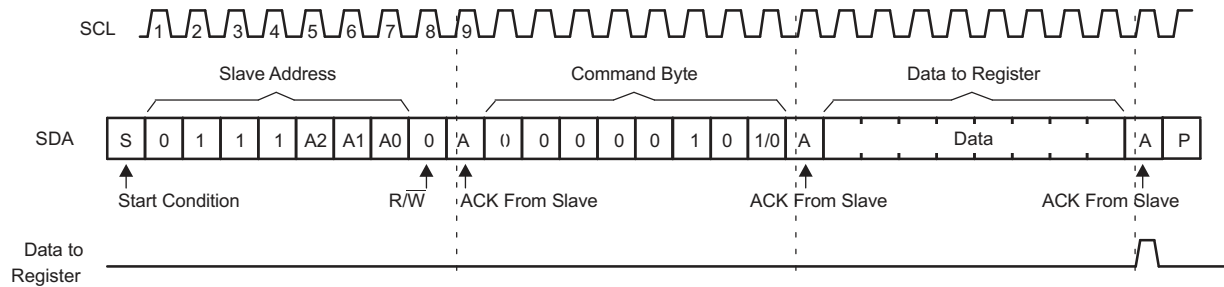 SCL 1 2 3 4 5 6 7 8 9
Slave Address Command Byte Data to Register
SDA S 0 1 1 1 A2 A1 A0 0 A 0 0 0 0 0 1 0 1/0 A Data A P
Start Condition R/W̅ ACK From Slave ACK From Slave ACK From Slave
Data to
Register